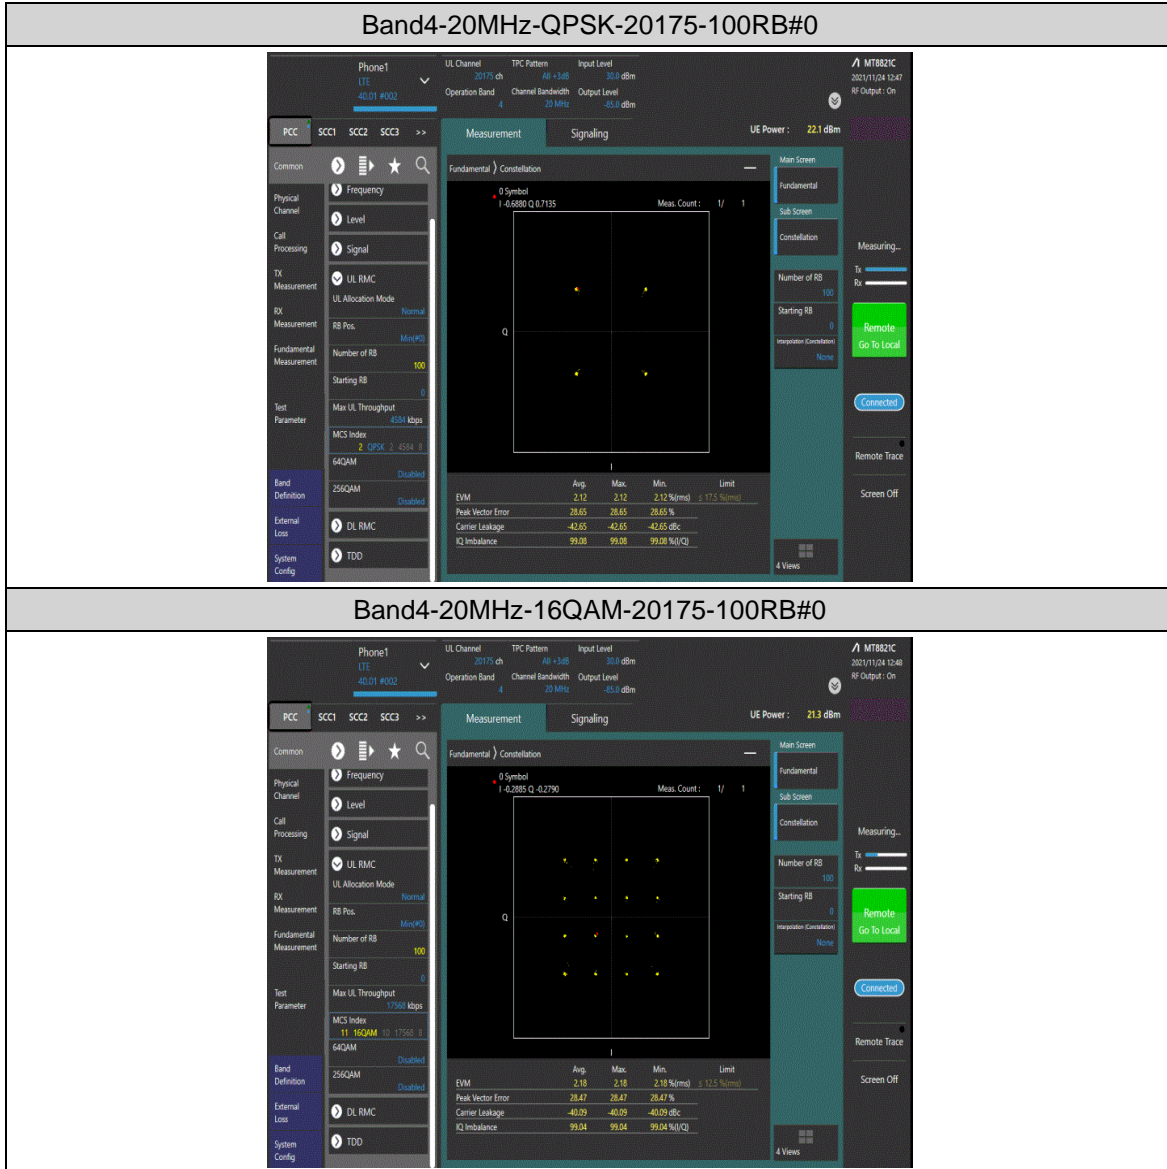 Band4-20MHz-QPSK-20175-100RB#0
Phone1
LTE
40.01 #002
UL Channel TPC Pattern Input Level
20175 ch All +3dB 30.0 dBm
Operation Band Channel Bandwidth Output Level
4 20 MHz -85.0 dBm
MT8821C
2021/11/24 12:47
RF Output : On
PCC SCC1 SCC2 SCC3 >>
Measurement Signaling
UE Power : 22.1 dBm
Common
Physical Channel
Call Processing
TX Measurement
RX Measurement
Fundamental Measurement
Test Parameter
Band Definition
External Loss
System Config
Frequency
Level
Signal
UL RMC
UL Allocation Mode
Normal
RB Pos.
Min(#0)
Number of RB
100
Starting RB
0
Max UL Throughput
4584 kbps
MCS Index
2 QPSK 2 4584 8
64QAM
Disabled
256QAM
Disabled
DL RMC
TDD
Fundamental Constellation
0 Symbol
I -0.6880 Q 0.7135 Meas. Count : 1/ 1
Q
I
Avg. Max. Min. Limit
EVM 2.12 2.12 2.12 %(rms) ≤ 17.5 %(rms)
Peak Vector Error 28.65 28.65 28.65 %
Carrier Leakage -42.65 -42.65 -42.65 dBc
IQ Imbalance 99.08 99.08 99.08 %(I/Q)
Main Screen
Fundamental
Sub Screen
Constellation
Number of RB
100
Starting RB
0
Interpolation (Constellation)
None
4 Views
Measuring...
Tx
Rx
Remote
Go To Local
Connected
Remote Trace
Screen Off
Band4-20MHz-16QAM-20175-100RB#0
Phone1
LTE
40.01 #002
UL Channel TPC Pattern Input Level
20175 ch All +3dB 30.0 dBm
Operation Band Channel Bandwidth Output Level
4 20 MHz -85.0 dBm
MT8821C
2021/11/24 12:48
RF Output : On
PCC SCC1 SCC2 SCC3 >>
Measurement Signaling
UE Power : 21.3 dBm
Common
Physical Channel
Call Processing
TX Measurement
RX Measurement
Fundamental Measurement
Test Parameter
Band Definition
External Loss
System Config
Frequency
Level
Signal
UL RMC
UL Allocation Mode
Normal
RB Pos.
Min(#0)
Number of RB
100
Starting RB
0
Max UL Throughput
17568 kbps
MCS Index
11 16QAM 10 17568 8
64QAM
Disabled
256QAM
Disabled
DL RMC
TDD
Fundamental Constellation
0 Symbol
I -0.2885 Q -0.2790 Meas. Count : 1/ 1
Q
I
Avg. Max. Min. Limit
EVM 2.18 2.18 2.18 %(rms) ≤ 12.5 %(rms)
Peak Vector Error 28.47 28.47 28.47 %
Carrier Leakage -40.09 -40.09 -40.09 dBc
IQ Imbalance 99.04 99.04 99.04 %(I/Q)
Main Screen
Fundamental
Sub Screen
Constellation
Number of RB
100
Starting RB
0
Interpolation (Constellation)
None
4 Views
Measuring...
Tx
Rx
Remote
Go To Local
Connected
Remote Trace
Screen Off